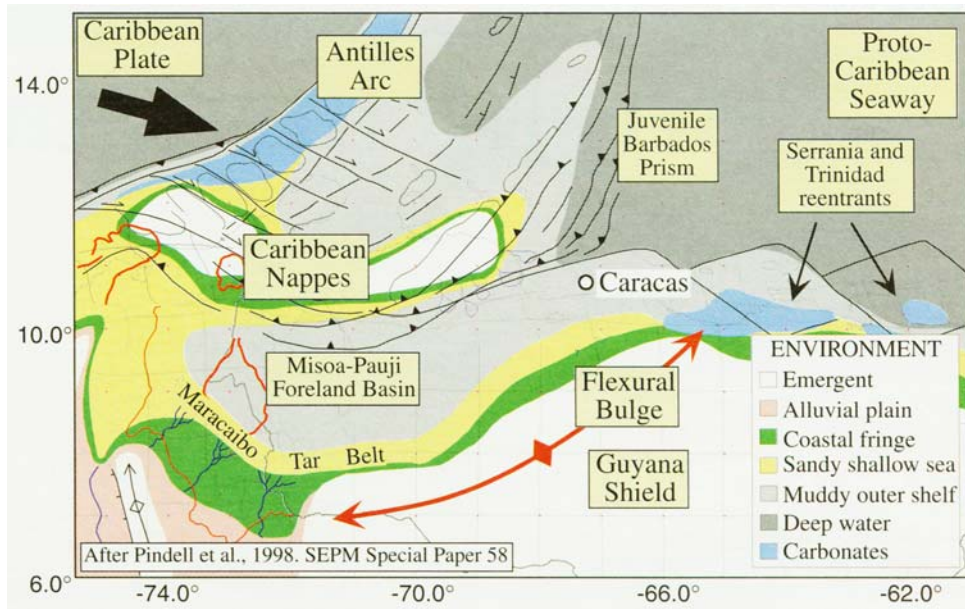 Caribbean
Plate
Antilles
Arc
Proto-
Caribbean
Seaway
14.0°
Juvenile
Barbados
Prism
Serrania and
Trinidad
reentrants
Caribbean
Nappes
Caracas
10.0°
Misoa-Pauji
Foreland Basin
Maracaibo
Tar Belt
Flexural
Bulge
Guyana
Shield
ENVIRONMENT
Emergent
Alluvial plain
Coastal fringe
Sandy shallow sea
Muddy outer shelf
Deep water
Carbonates
After Pindell et al., 1998. SEPM Special Paper 58
6.0°
-74.0° -70.0° -66.0° -62.0°